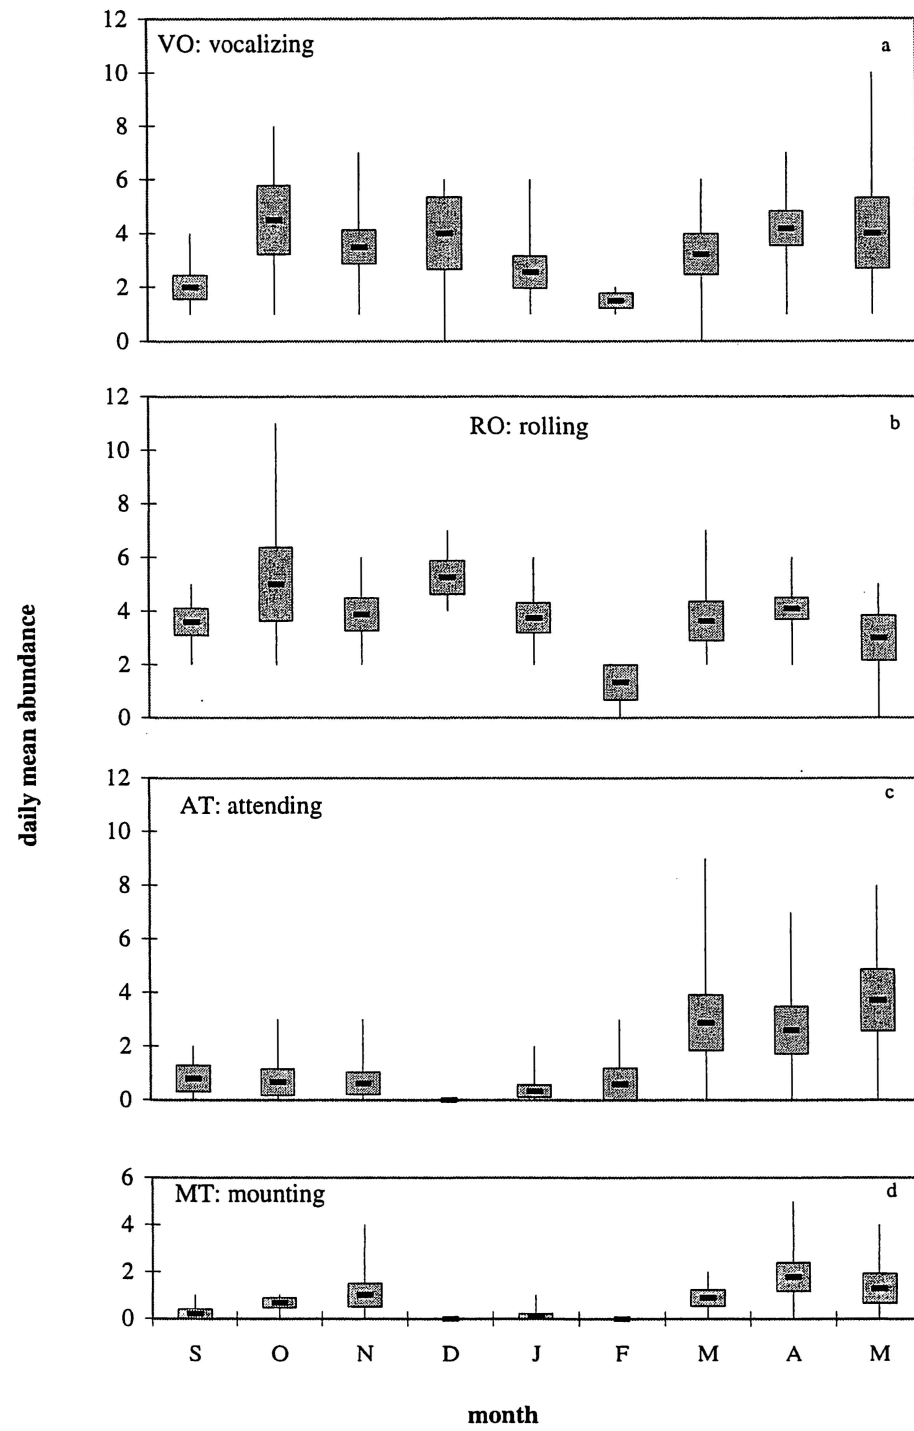 12
VO: vocalizing
a
10
8
6
4
2
0
12
RO: rolling
b
10
8
6
4
2
0
daily mean abundance
12
AT: attending
c
10
8
6
4
2
0
6
MT: mounting
d
4
2
0
S O N D J F M A M
month